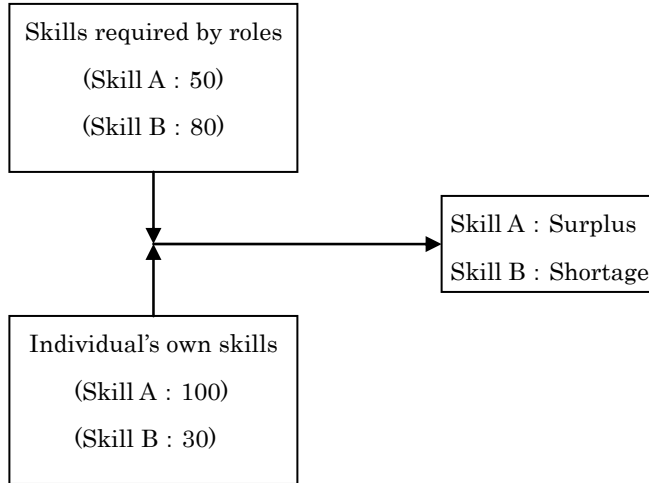 Skills required by roles
(Skill A : 50)
(Skill B : 80)
Skill A : Surplus
Skill B : Shortage
Individual’s own skills
(Skill A : 100)
(Skill B : 30)